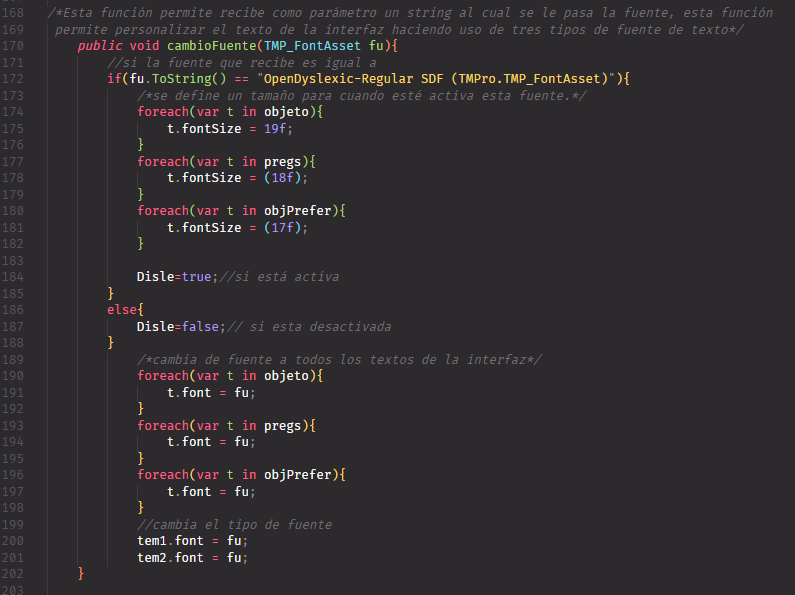 168 /*Esta función permite recibe como parámetro un string al cual se le pasa la fuente, esta función
169 permite personalizar el texto de la interfaz haciendo uso de tres tipos de fuente de texto*/
170 public void cambioFuente(TMP_FontAsset fu){
171 //si la fuente que recibe es igual a
172 if(fu.ToString() == "OpenDyslexic-Regular SDF (TMPro.TMP_FontAsset)"){
173 /*se define un tamaño para cuando esté activa esta fuente.*/
174 foreach(var t in objeto){
175 t.fontSize = 19f;
176 }
177 foreach(var t in pregs){
178 t.fontSize = (18f);
179 }
180 foreach(var t in objPrefer){
181 t.fontSize = (17f);
182 }
183
184 Disle=true;//si está activa
185 }
186 else{
187 Disle=false;// si esta desactivada
188 }
189 /*cambia de fuente a todos los textos de la interfaz*/
190 foreach(var t in objeto){
191 t.font = fu;
192 }
193 foreach(var t in pregs){
194 t.font = fu;
195 }
196 foreach(var t in objPrefer){
197 t.font = fu;
198 }
199 //cambia el tipo de fuente
200 tem1.font = fu;
201 tem2.font = fu;
202 }
203